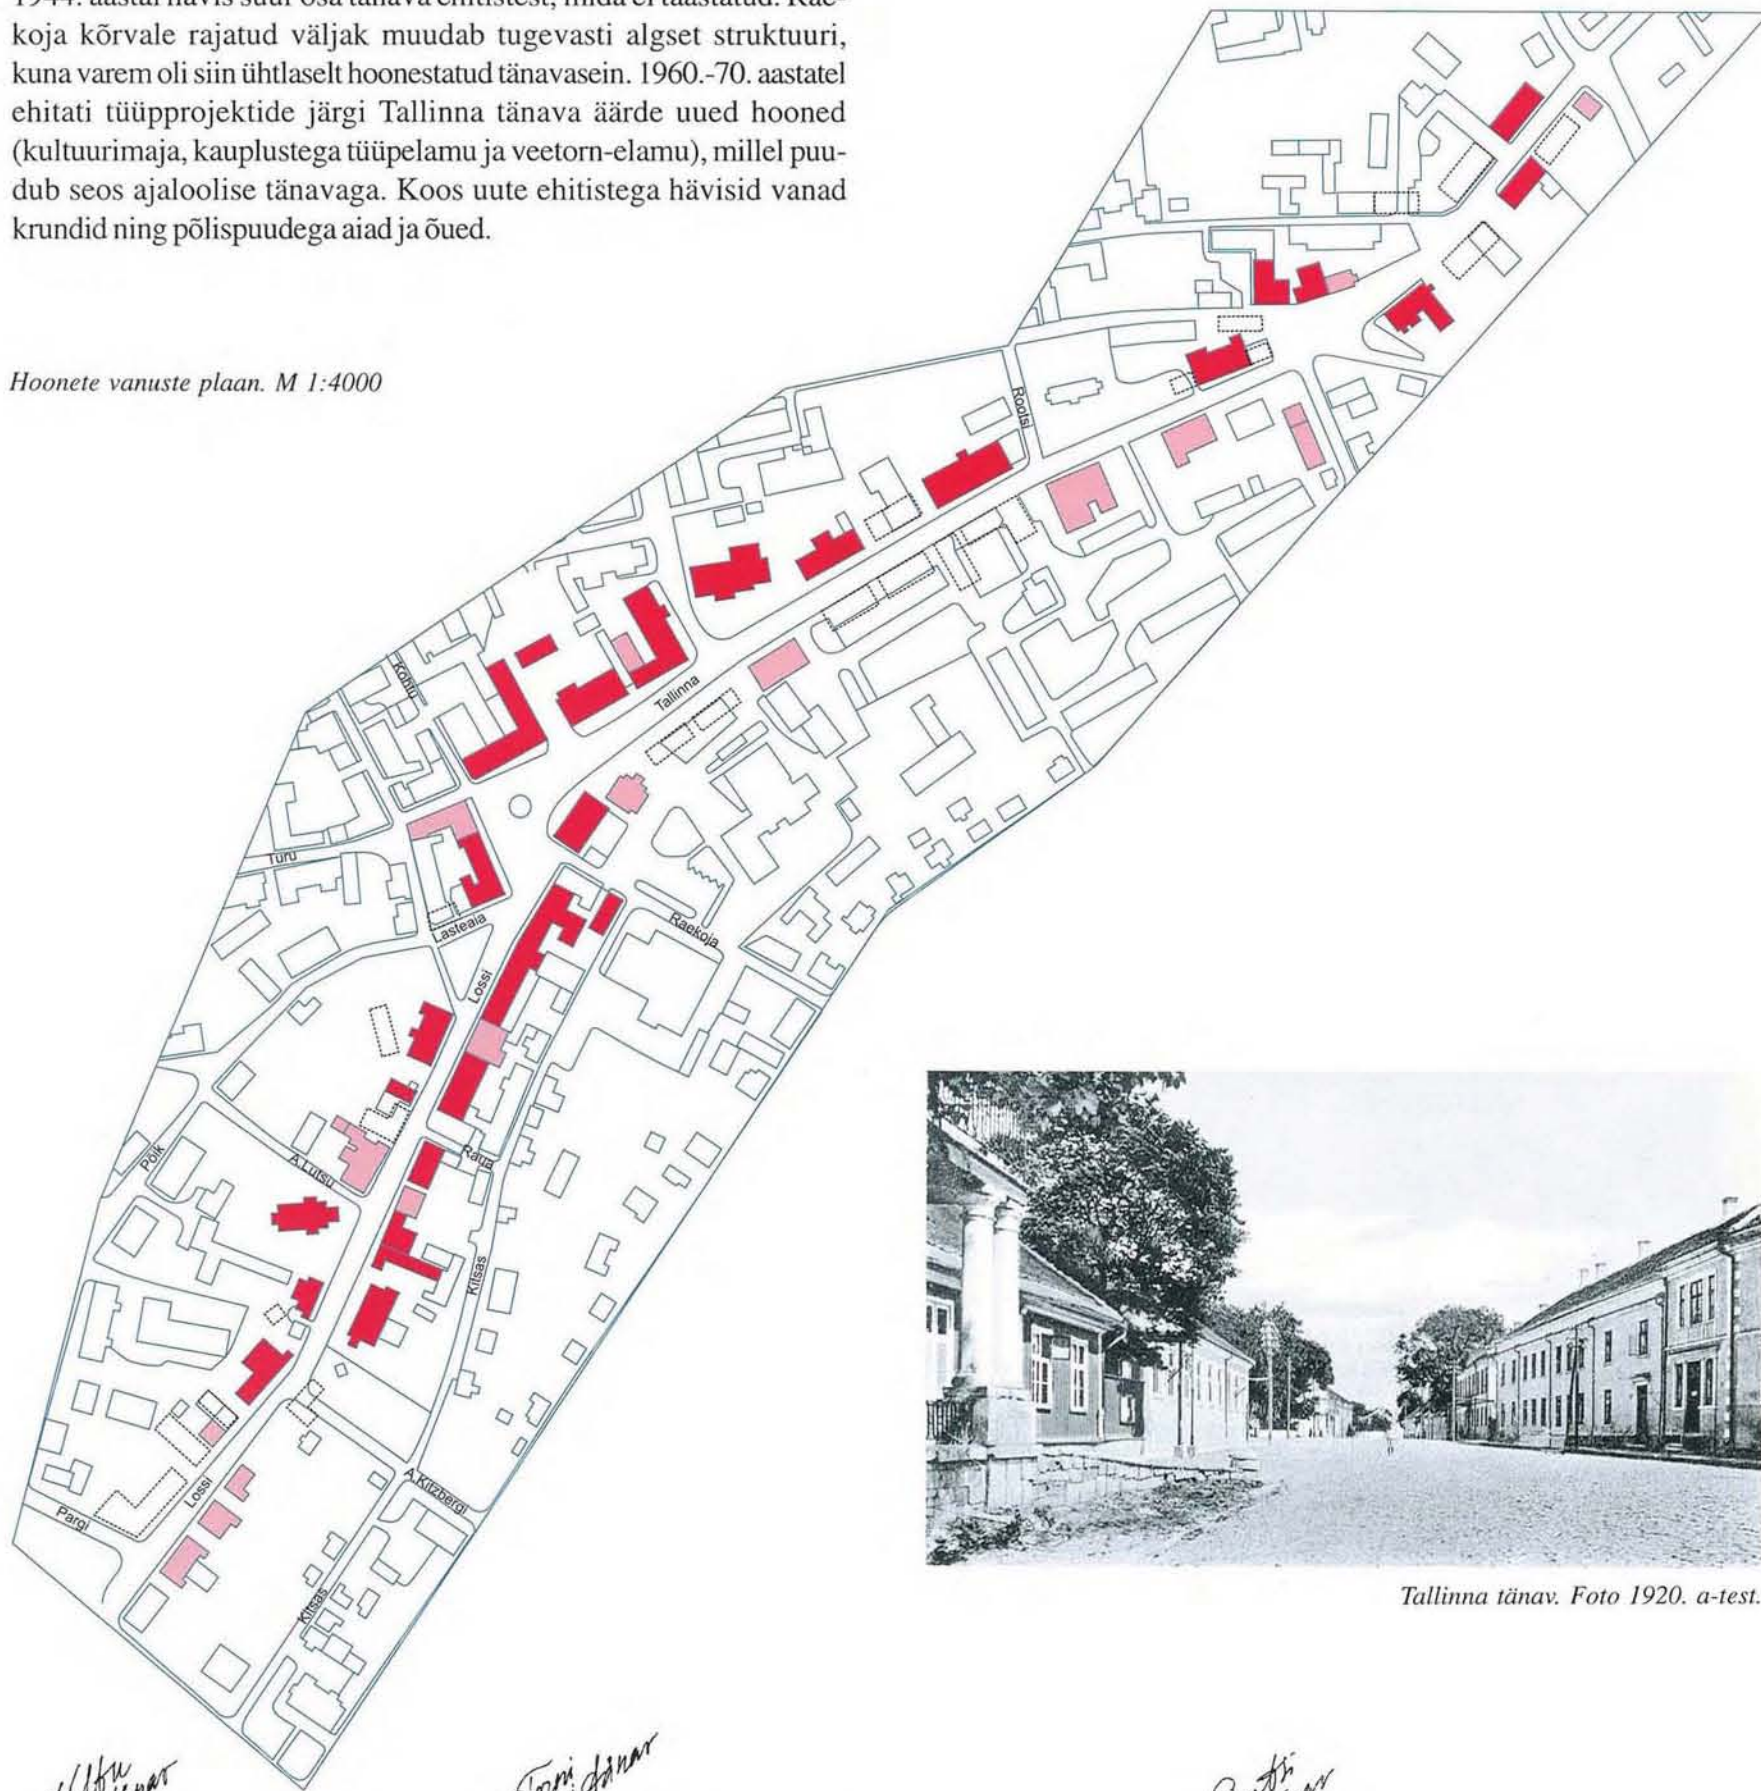 1944. aastal hävis suur osa tänava ehitistest, mida ei taastatud. Rae-
koja kõrvale rajatud väljak muudab tugevasti algset struktuuri,
kuna varem oli siin ühtlaselt hoonestatud tänavasein. 1960.-70. aastatel
ehitati tüüpprojektide järgi Tallinna tänava äärde uued hooned
(kultuurimaja, kauplustega tüüpelamu ja veetorn-elamu), millel puu-
dub seos ajaloolise tänavaga. Koos uute ehitistega hävisid vanad
krundid ning põlispuudega aiad ja õued.
Hoonete vanuste plaan. M 1:4000
Rootsi
Kohtu
Tallinna
Turu
Lasteaia
Raekoja
Lossi
Põik
A.Lutsu
Raua
Kitsas
Lossi
Pargi
A.Kitzbergi
Kitsas
Tallinna tänav. Foto 1920. a-test.
Torni tänav